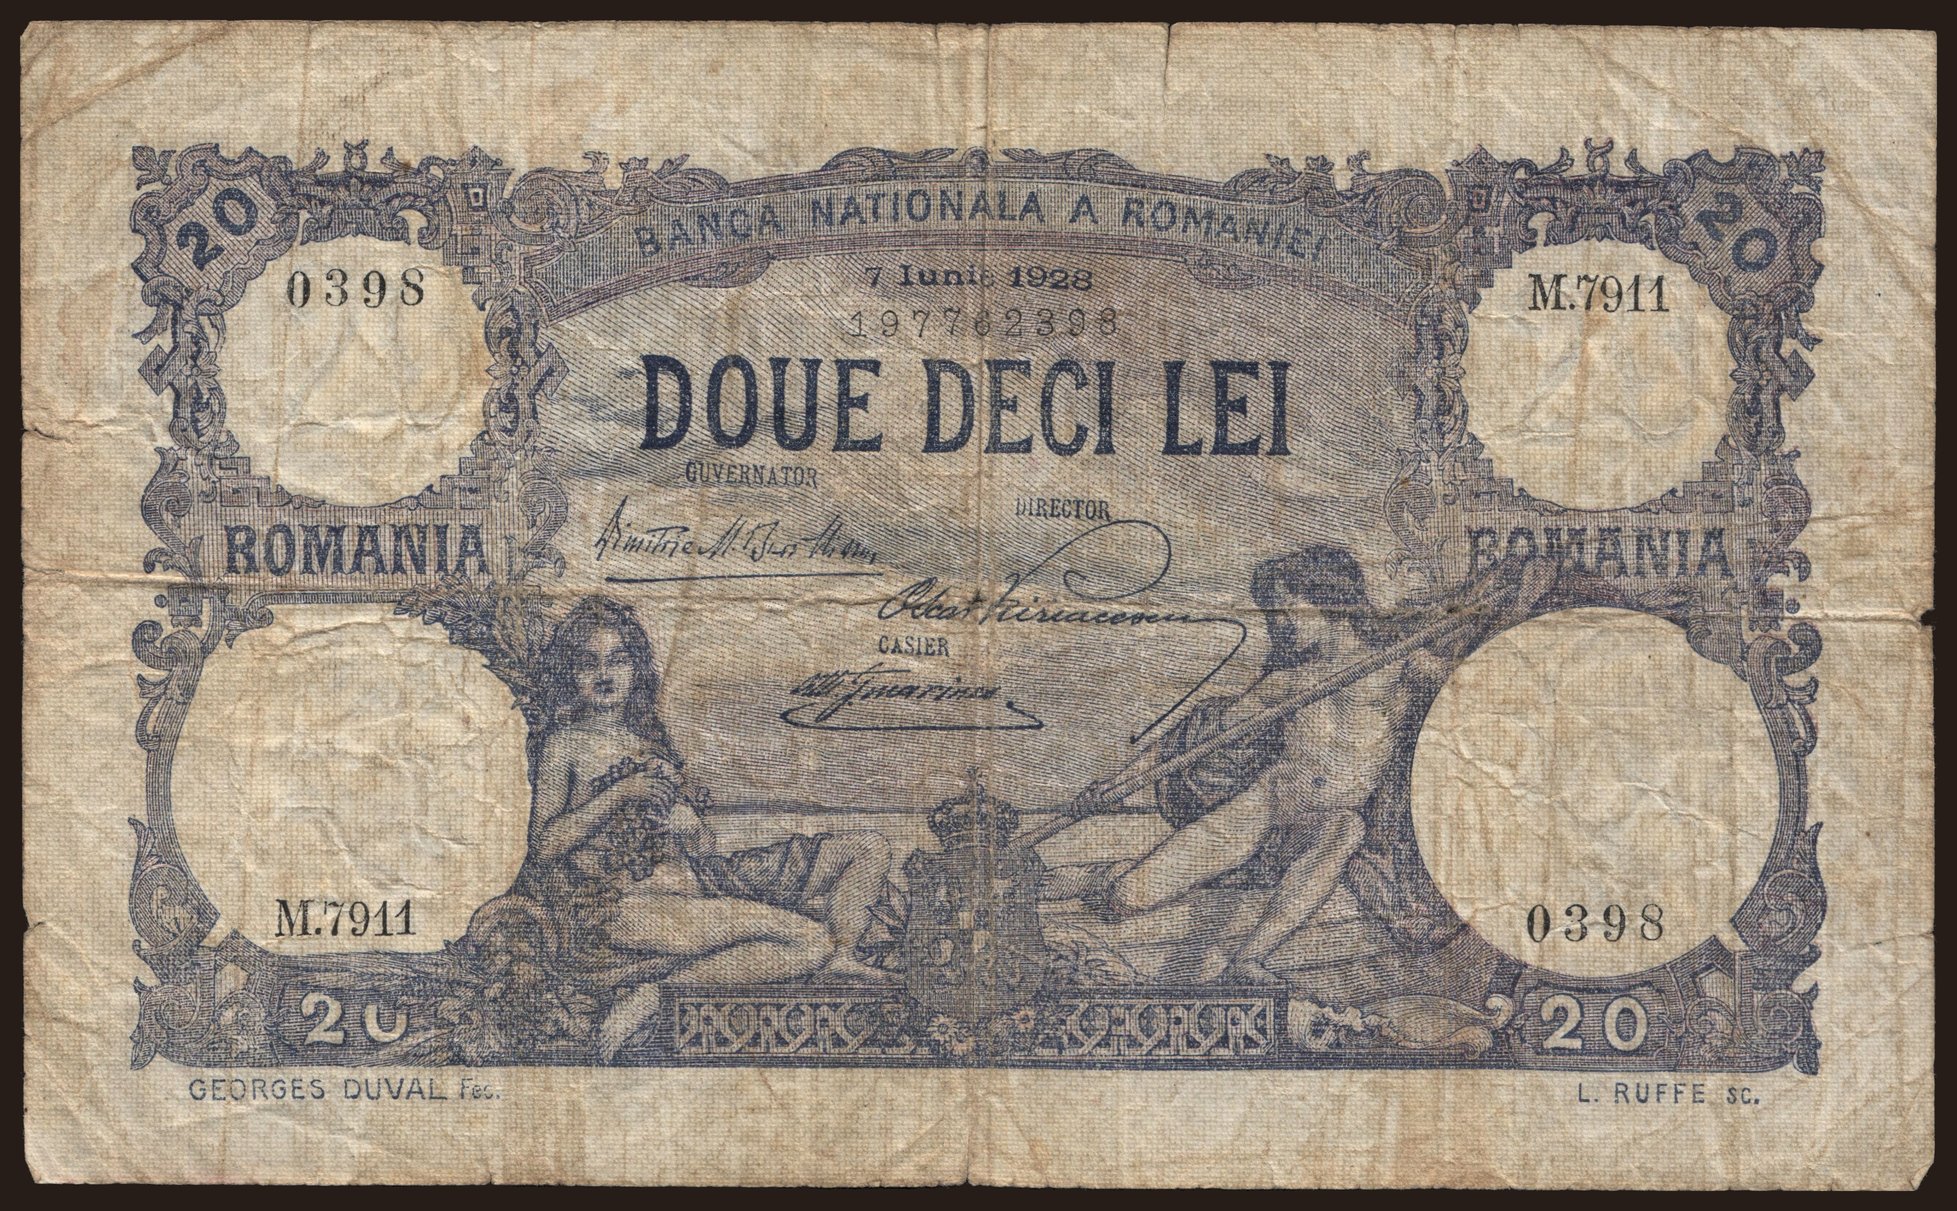 20
20
BANCA NATIONALA A ROMANIEI
0398
7 Iunie 1928
M.7911
197762398
DOUE DECI LEI
GUVERNATOR
DIRECTOR
ROMANIA
ROMANIA
CASIER
M.7911
0398
20
20
GEORGES DUVAL Fec.
L. RUFFE SC.